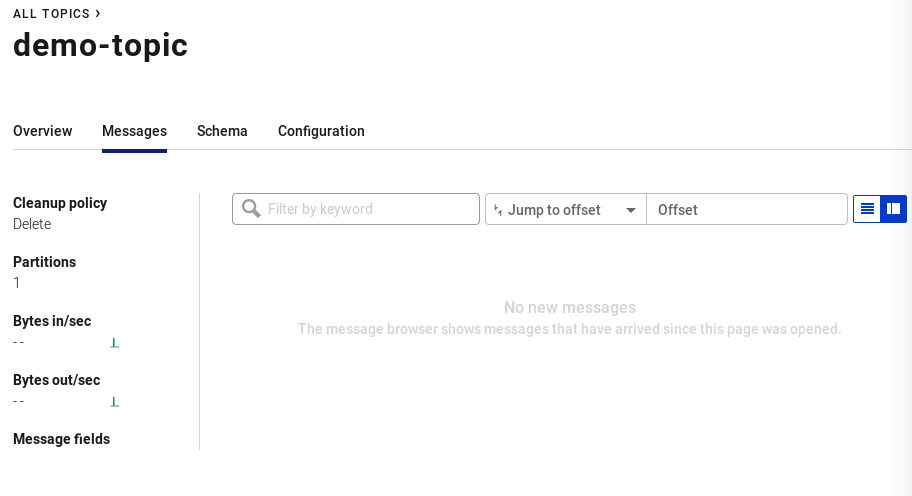 ALL TOPICS ›
demo-topic
Overview Messages Schema Configuration
Cleanup policy
Delete
Partitions
1
Bytes in/sec
--
Bytes out/sec
--
Message fields
Filter by keyword Jump to offset Offset
No new messages
The message browser shows messages that have arrived since this page was opened.